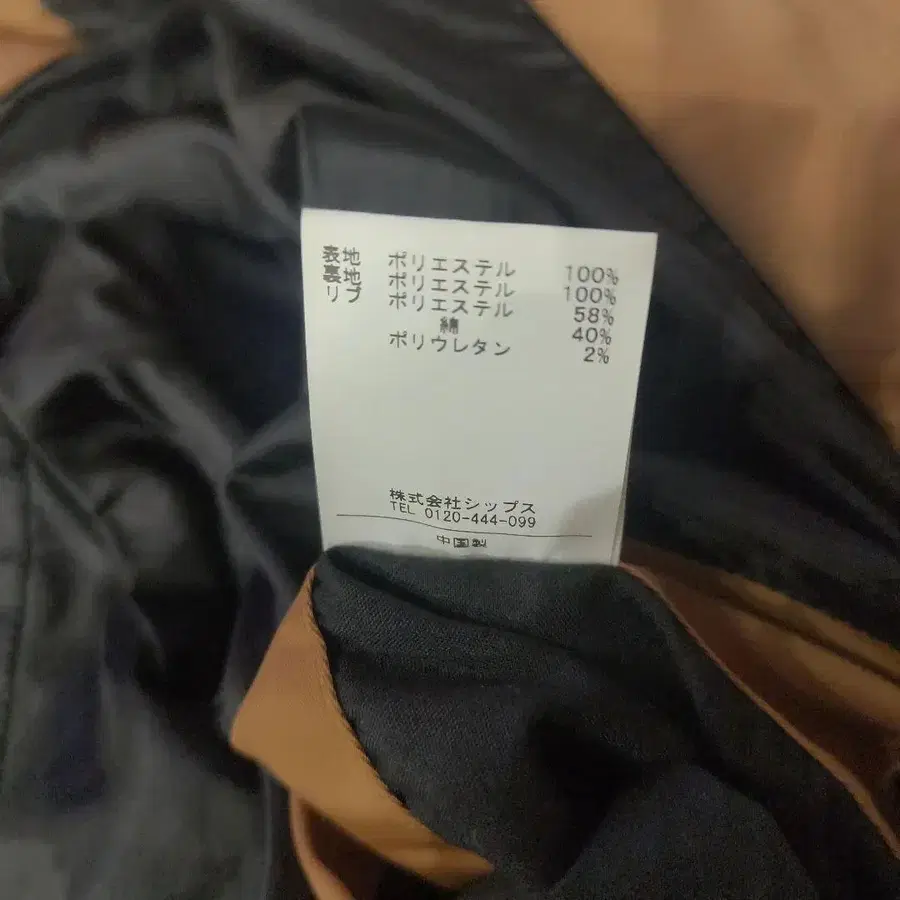 表地 ポリエステル 100%
裏地 ポリエステル 100%
リブ ポリエステル 58%
綿 40%
ポリウレタン 2%
株式会社シップス
TEL 0120-444-099
中国製